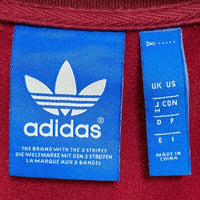 adidas
THE BRAND WITH THE 3 STRIPES
DIE WELTMARKE MIT DEN 3 STREIFEN
LA MARQUE AUX 3 BANDES
UK US
J CDN
M
D F
E I
MADE IN
CHINA